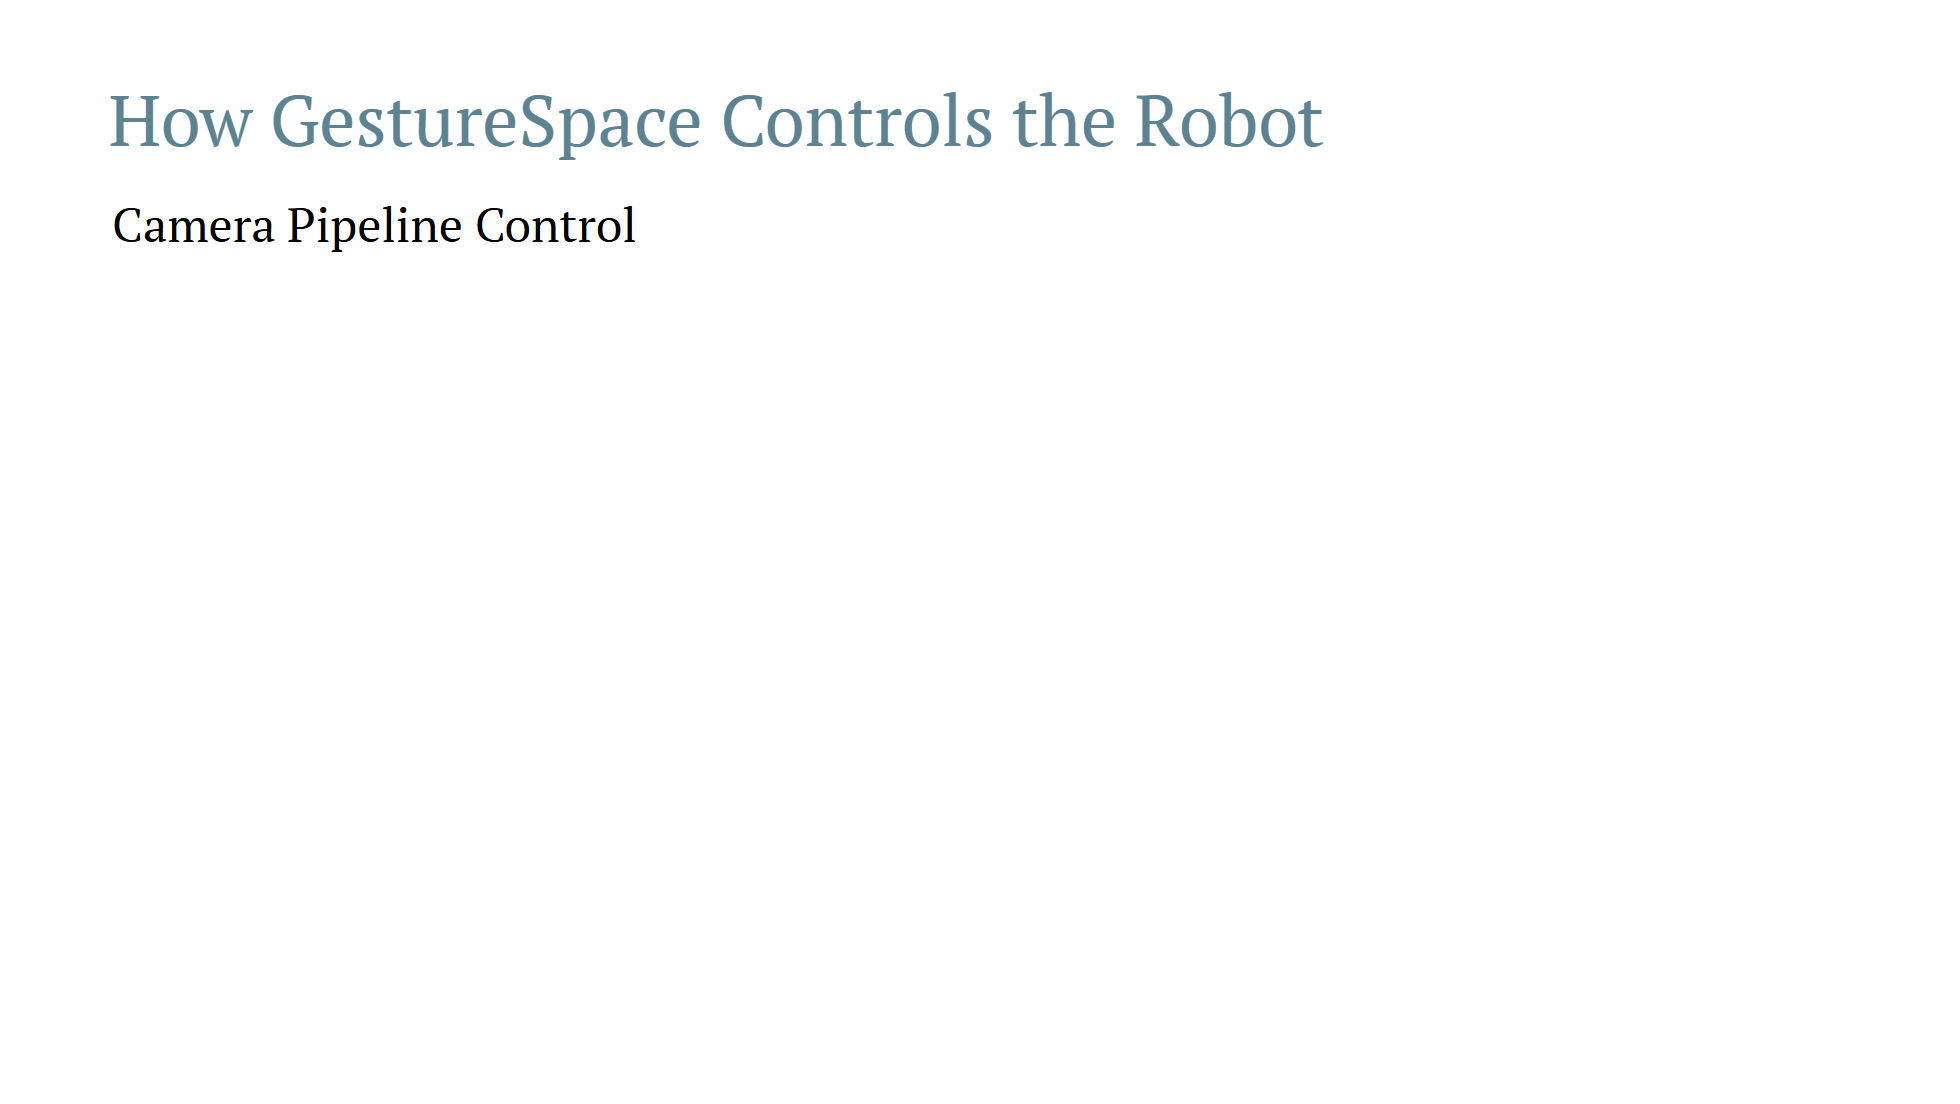 How GestureSpace Controls the Robot
Camera Pipeline Control